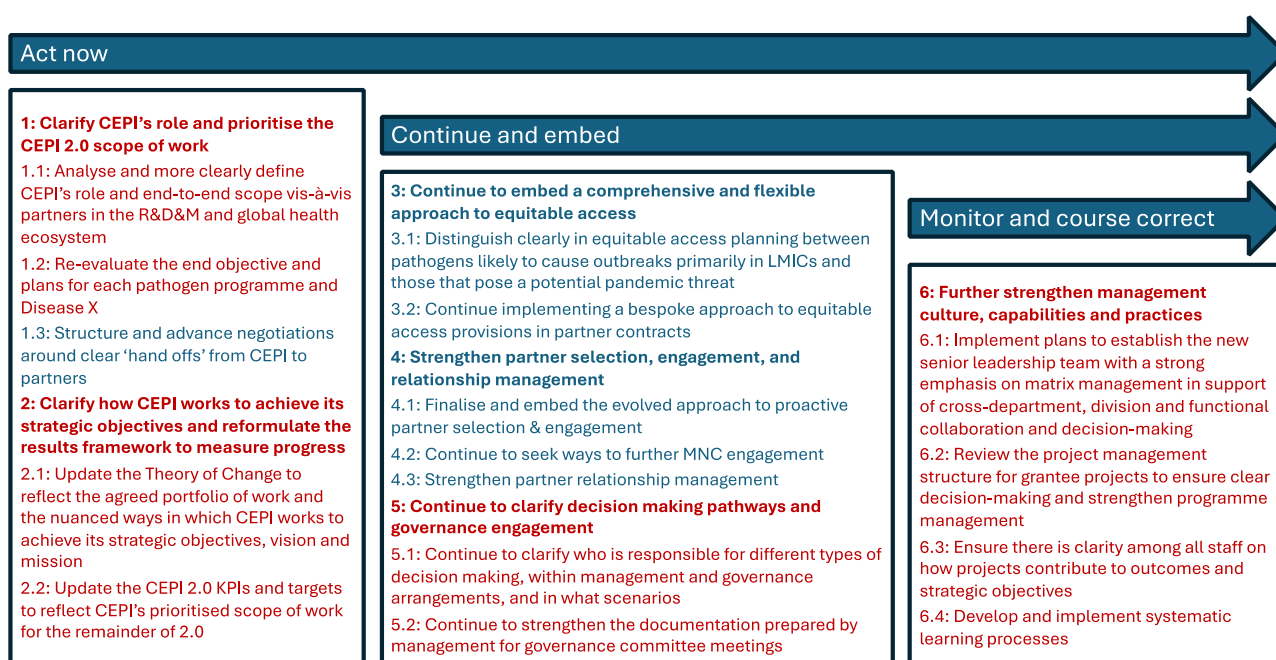 Act now
1: Clarify CEPI's role and prioritise the
CEPI 2.0 scope of work
1.1: Analyse and more clearly define
CEPI's role and end-to-end scope vis-à-vis
partners in the R&D&M and global health
ecosystem
1.2: Re-evaluate the end objective and
plans for each pathogen programme and
Disease X
1.3: Structure and advance negotiations
around clear ‘hand offs’ from CEPI to
partners
2: Clarify how CEPI works to achieve its
strategic objectives and reformulate the
results framework to measure progress
2.1: Update the Theory of Change to
reflect the agreed portfolio of work and
the nuanced ways in which CEPI works to
achieve its strategic objectives, vision and
mission
2.2: Update the CEPI 2.0 KPIs and targets
to reflect CEPI's prioritised scope of work
for the remainder of 2.0
Continue and embed
3: Continue to embed a comprehensive and flexible
approach to equitable access
3.1: Distinguish clearly in equitable access planning between
pathogens likely to cause outbreaks primarily in LMICs and
those that pose a potential pandemic threat
3.2: Continue implementing a bespoke approach to equitable
access provisions in partner contracts
4: Strengthen partner selection, engagement, and
relationship management
4.1: Finalise and embed the evolved approach to proactive
partner selection & engagement
4.2: Continue to seek ways to further MNC engagement
4.3: Strengthen partner relationship management
5: Continue to clarify decision making pathways and
governance engagement
5.1: Continue to clarify who is responsible for different types of
decision making, within management and governance
arrangements, and in what scenarios
5.2: Continue to strengthen the documentation prepared by
management for governance committee meetings
Monitor and course correct
6: Further strengthen management
culture, capabilities and practices
6.1: Implement plans to establish the new
senior leadership team with a strong
emphasis on matrix management in support
of cross-department, division and functional
collaboration and decision-making
6.2: Review the project management
structure for grantee projects to ensure clear
decision-making and strengthen programme
management
6.3: Ensure there is clarity among all staff on
how projects contribute to outcomes and
strategic objectives
6.4: Develop and implement systematic
learning processes